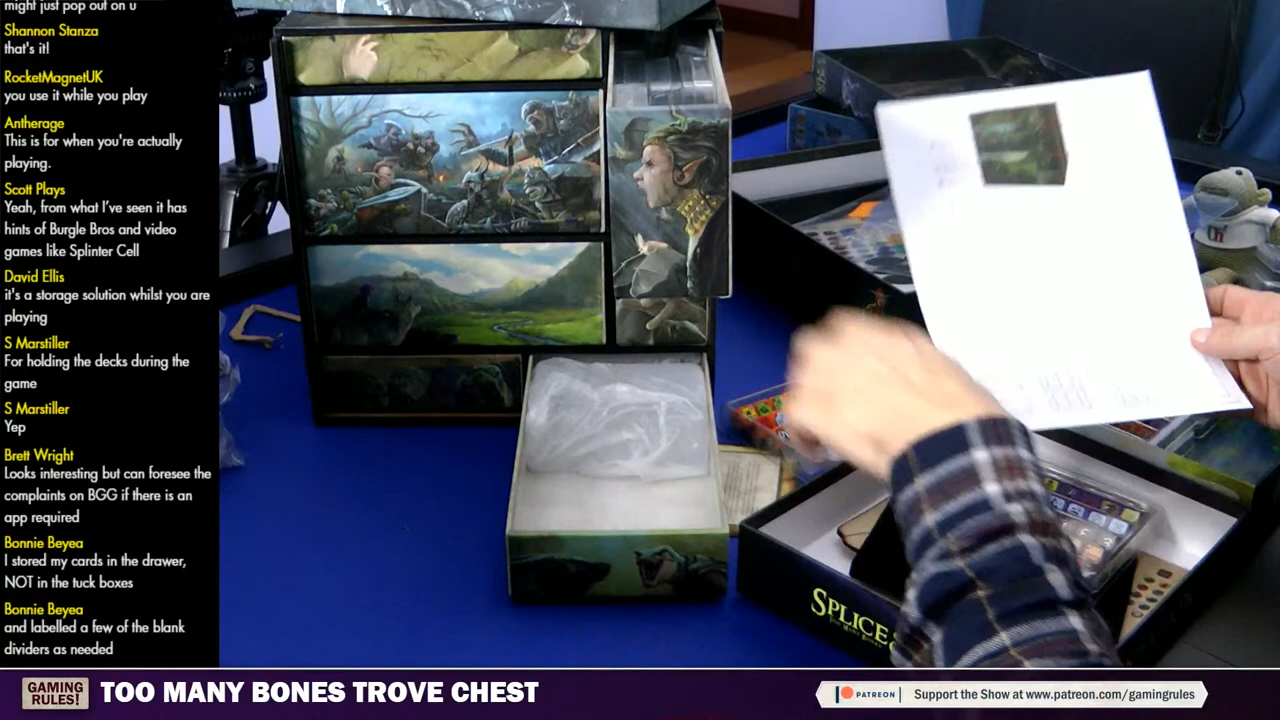 might just pop out on u
Shannon Stanza
that's it!
RocketMagnetUK
you use it while you play
Antherage
This is for when you're actually
playing.
Scott Plays
Yeah, from what I've seen it has
hints of Burgle Bros and video
games like Splinter Cell
David Ellis
it's a storage solution whilst you are
playing
S Marstiller
For holding the decks during the
game
S Marstiller
Yep
Brett Wright
Looks interesting but can foresee the
complaints on BGG if there is an
app required
Bonnie Beyea
I stored my cards in the drawer,
NOT in the tuck boxes
Bonnie Beyea
and labelled a few of the blank
dividers as needed
SPLICE
GAMING
RULES!
TOO MANY BONES TROVE CHEST
PATREON
Support the Show at www.patreon.com/gamingrules